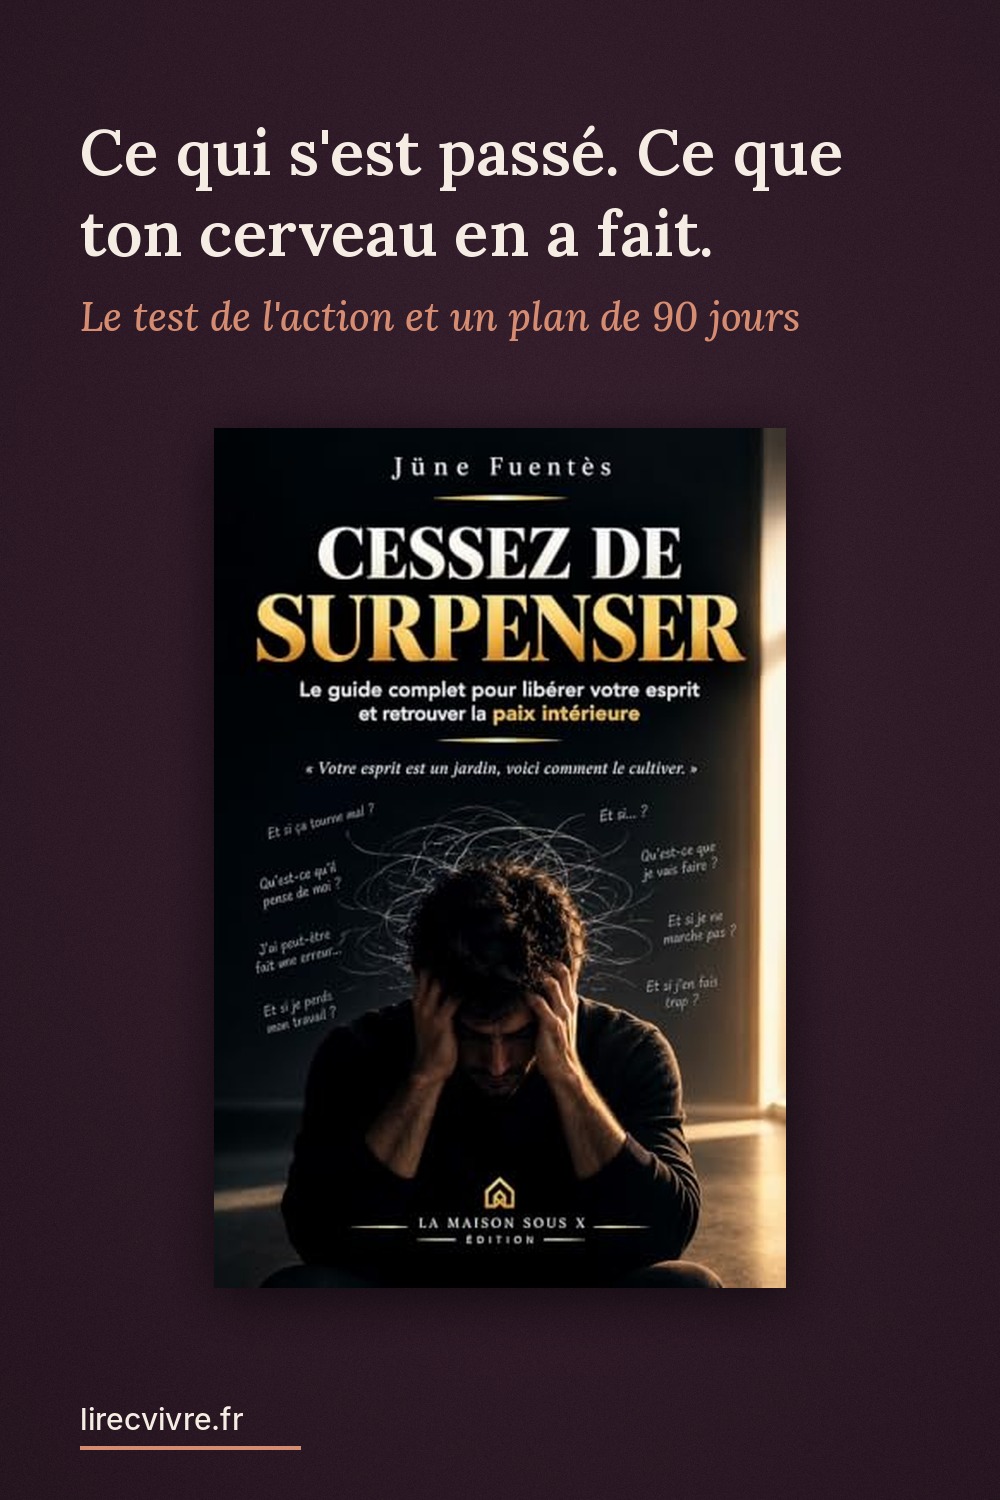 Ce qui s'est passé. Ce que
ton cerveau en a fait.
Le test de l'action et un plan de 90 jours
Jüne Fuentès
CESSEZ DE
SURPENSER
Le guide complet pour libérer votre esprit
et retrouver la paix intérieure
« Votre esprit est un jardin, voici comment le cultiver. »
Et si ça tourne mal ?
Qu'est-ce qu'il
pense de moi ?
J'ai peut-être
fait une erreur...
Et si je perds
mon travail ?
Et si... ?
Qu'est-ce que
je vais faire ?
Et si je ne
marche pas ?
Et si j'en fais
trop ?
LA MAISON SOUS X
ÉDITION
lirecvivre.fr